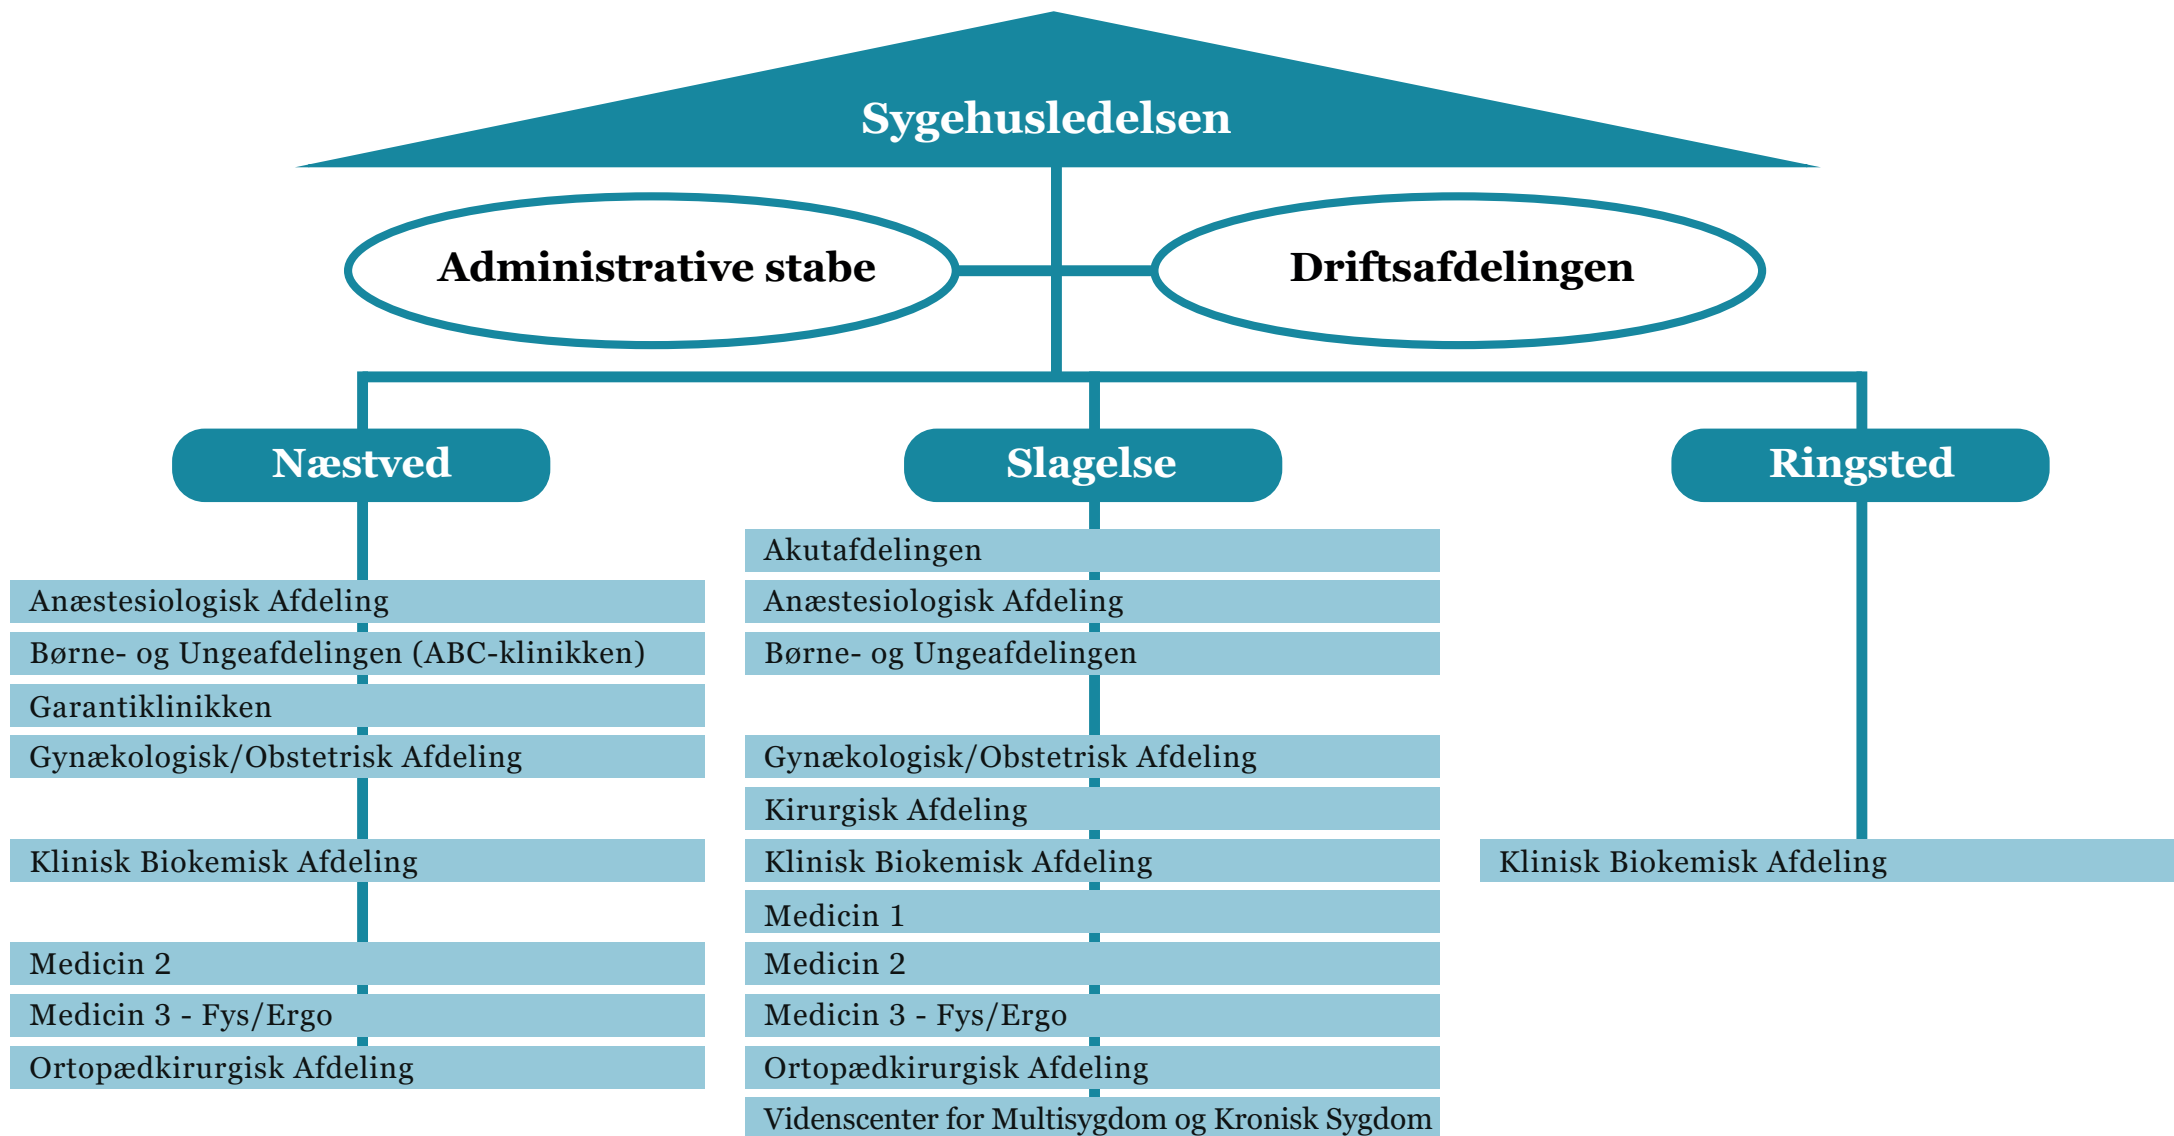 Sygehusledelsen
Administrative stabe
Driftsafdelingen
Næstved
Anæstesiologisk Afdeling
Børne- og Ungeafdelingen (ABC-klinikken)
Garantiklinikken
Gynækologisk/Obstetrisk Afdeling
Klinisk Biokemisk Afdeling
Medicin 2
Medicin 3 - Fys/Ergo
Ortopædkirurgisk Afdeling
Slagelse
Akutafdelingen
Anæstesiologisk Afdeling
Børne- og Ungeafdelingen
Gynækologisk/Obstetrisk Afdeling
Kirurgisk Afdeling
Klinisk Biokemisk Afdeling
Medicin 1
Medicin 2
Medicin 3 - Fys/Ergo
Ortopædkirurgisk Afdeling
Videnscenter for Multisygdom og Kronisk Sygdom
Ringsted
Klinisk Biokemisk Afdeling